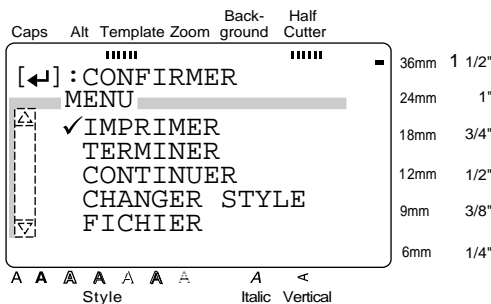 Caps Alt Template Zoom Back-ground Half Cutter
[↵]:CONFIRMER
MENU
✓IMPRIMER
TERMINER
CONTINUER
CHANGER STYLE
FICHIER
36mm 1 1/2"
24mm 1"
18mm 3/4"
12mm 1/2"
9mm 3/8"
6mm 1/4"
A A A A A A A A A
Style Italic Vertical